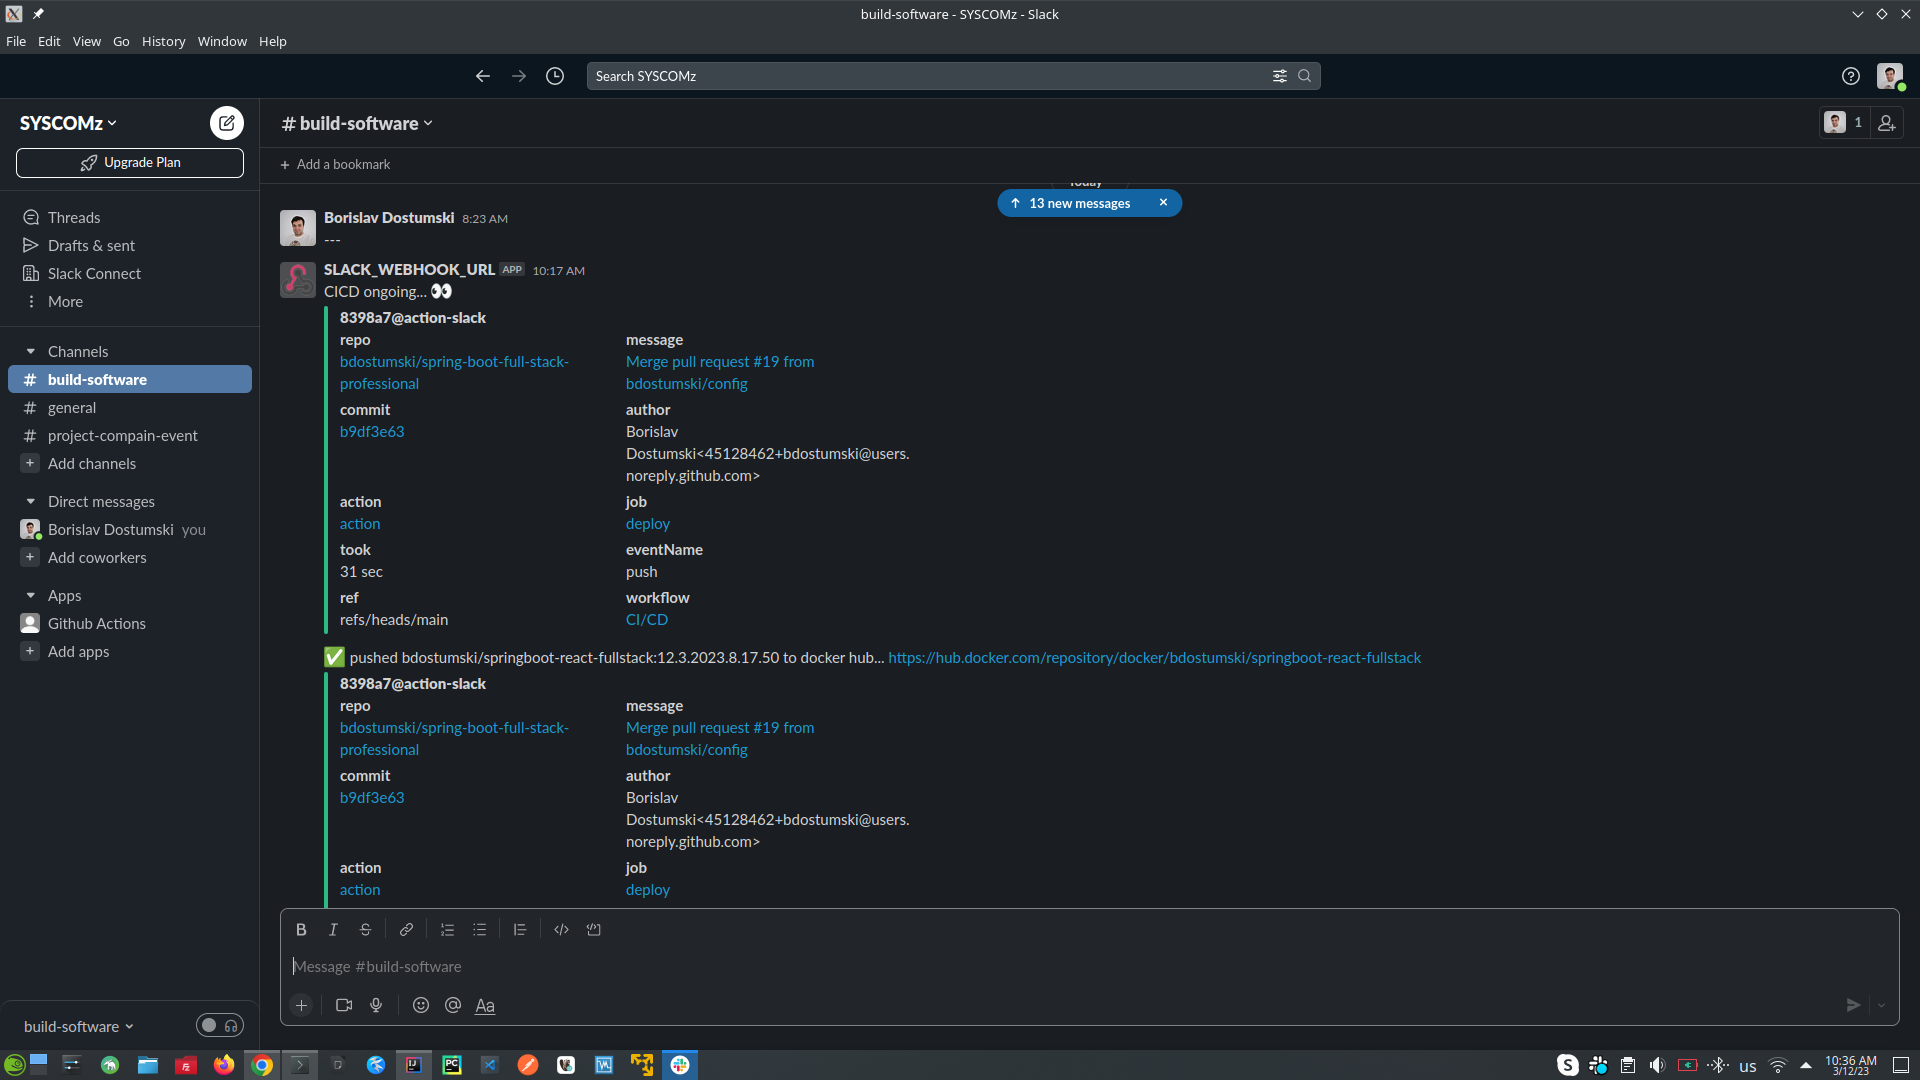 build-software - SYSCOMz - Slack
File Edit View Go History Window Help
Search SYSCOMz
SYSCOMz
Upgrade Plan
Threads
Drafts & sent
Slack Connect
More
Channels
# build-software
# general
# project-compain-event
+ Add channels
Direct messages
Borislav Dostumski you
+ Add coworkers
Apps
Github Actions
+ Add apps
build-software
# build-software
1
+ Add a bookmark
Today
↑ 13 new messages ×
Borislav Dostumski 8:23 AM
---
SLACK_WEBHOOK_URL APP 10:17 AM
CICD ongoing... 👀
8398a7@action-slack
repo message
bdostumski/spring-boot-full-stack- Merge pull request #19 from
professional bdostumski/config
commit author
b9df3e63 Borislav
Dostumski<45128462+bdostumski@users.
noreply.github.com>
action job
action deploy
took eventName
31 sec push
ref workflow
refs/heads/main CI/CD
✅ pushed bdostumski/springboot-react-fullstack:12.3.2023.8.17.50 to docker hub... https://hub.docker.com/repository/docker/bdostumski/springboot-react-fullstack
8398a7@action-slack
repo message
bdostumski/spring-boot-full-stack- Merge pull request #19 from
professional bdostumski/config
commit author
b9df3e63 Borislav
Dostumski<45128462+bdostumski@users.
noreply.github.com>
action job
action deploy
B I S
Message #build-software
+ @ Aa
us
10:36 AM
3/12/23